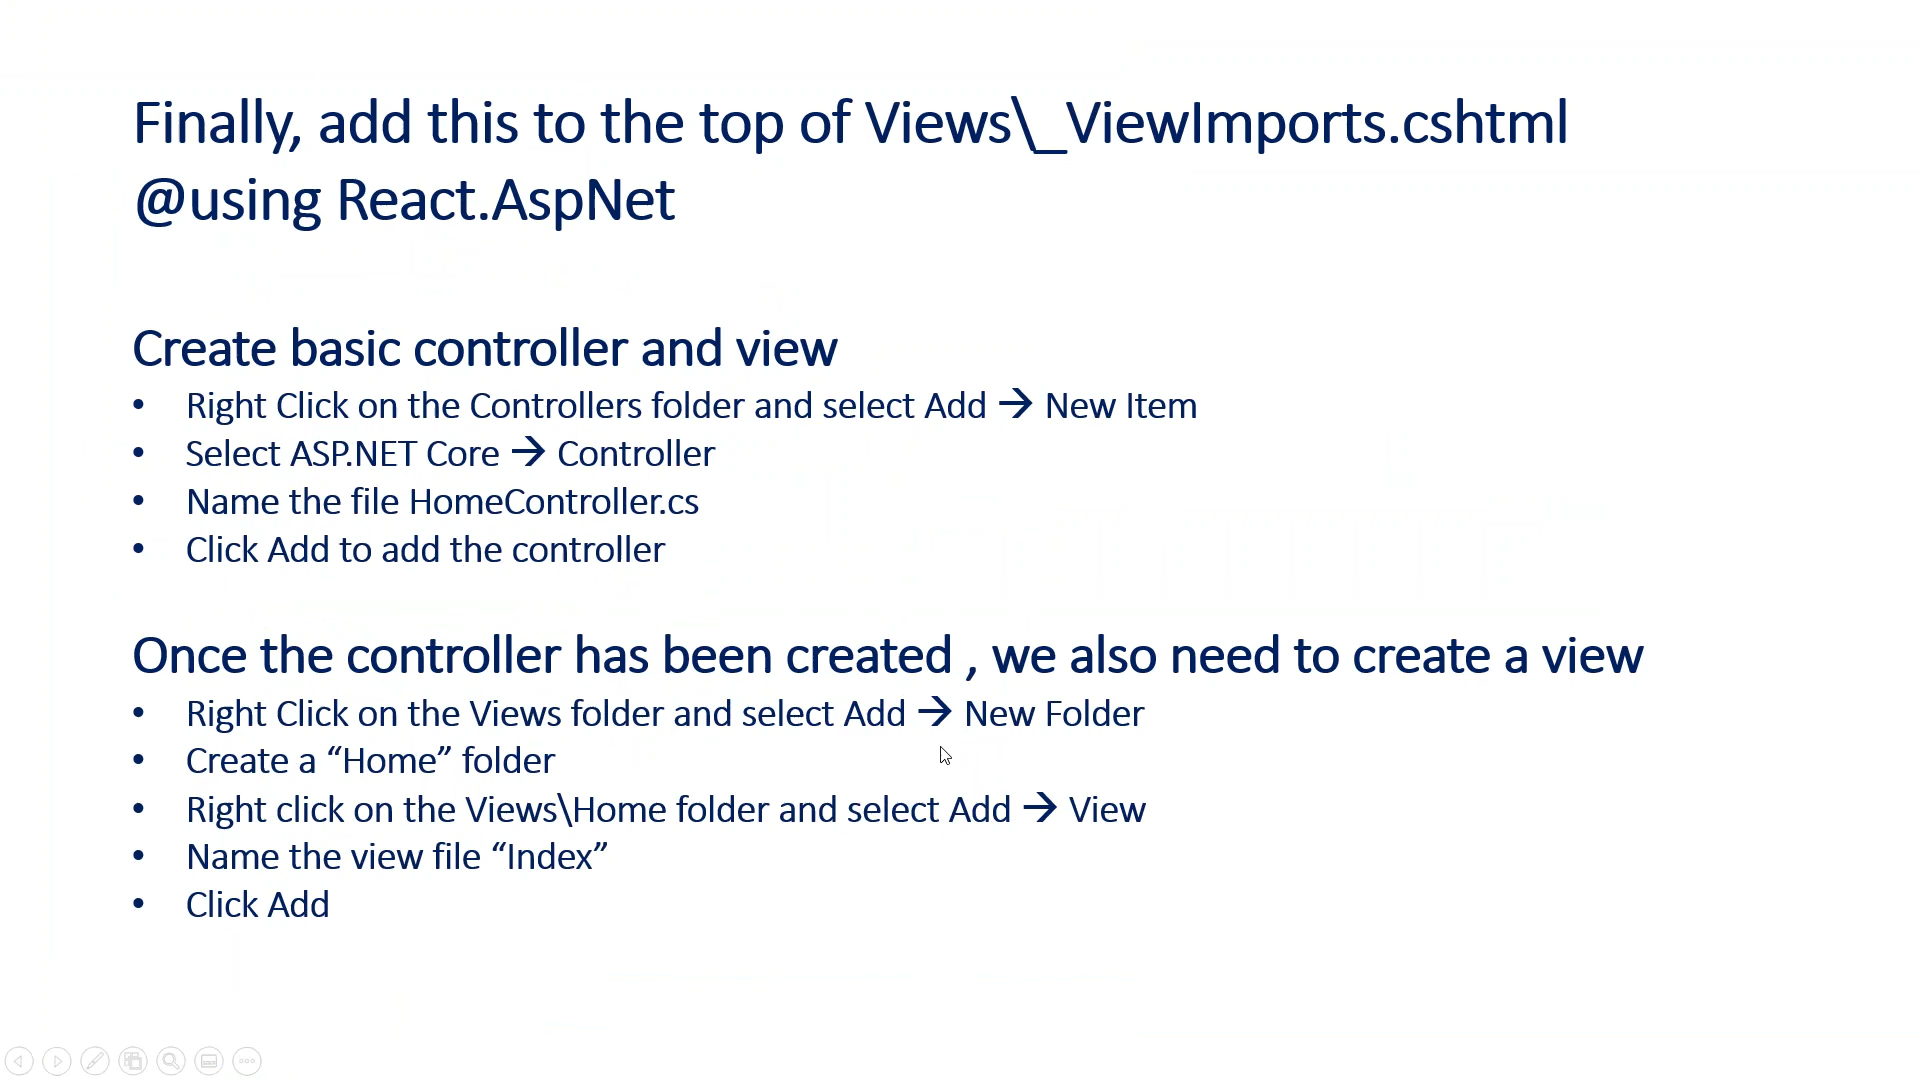 Finally, add this to the top of Views\_ViewImports.cshtml
@using React.AspNet
Create basic controller and view
• Right Click on the Controllers folder and select Add → New Item
• Select ASP.NET Core → Controller
• Name the file HomeController.cs
• Click Add to add the controller
Once the controller has been created , we also need to create a view
• Right Click on the Views folder and select Add → New Folder
• Create a “Home” folder
• Right click on the Views\Home folder and select Add → View
• Name the view file “Index”
• Click Add